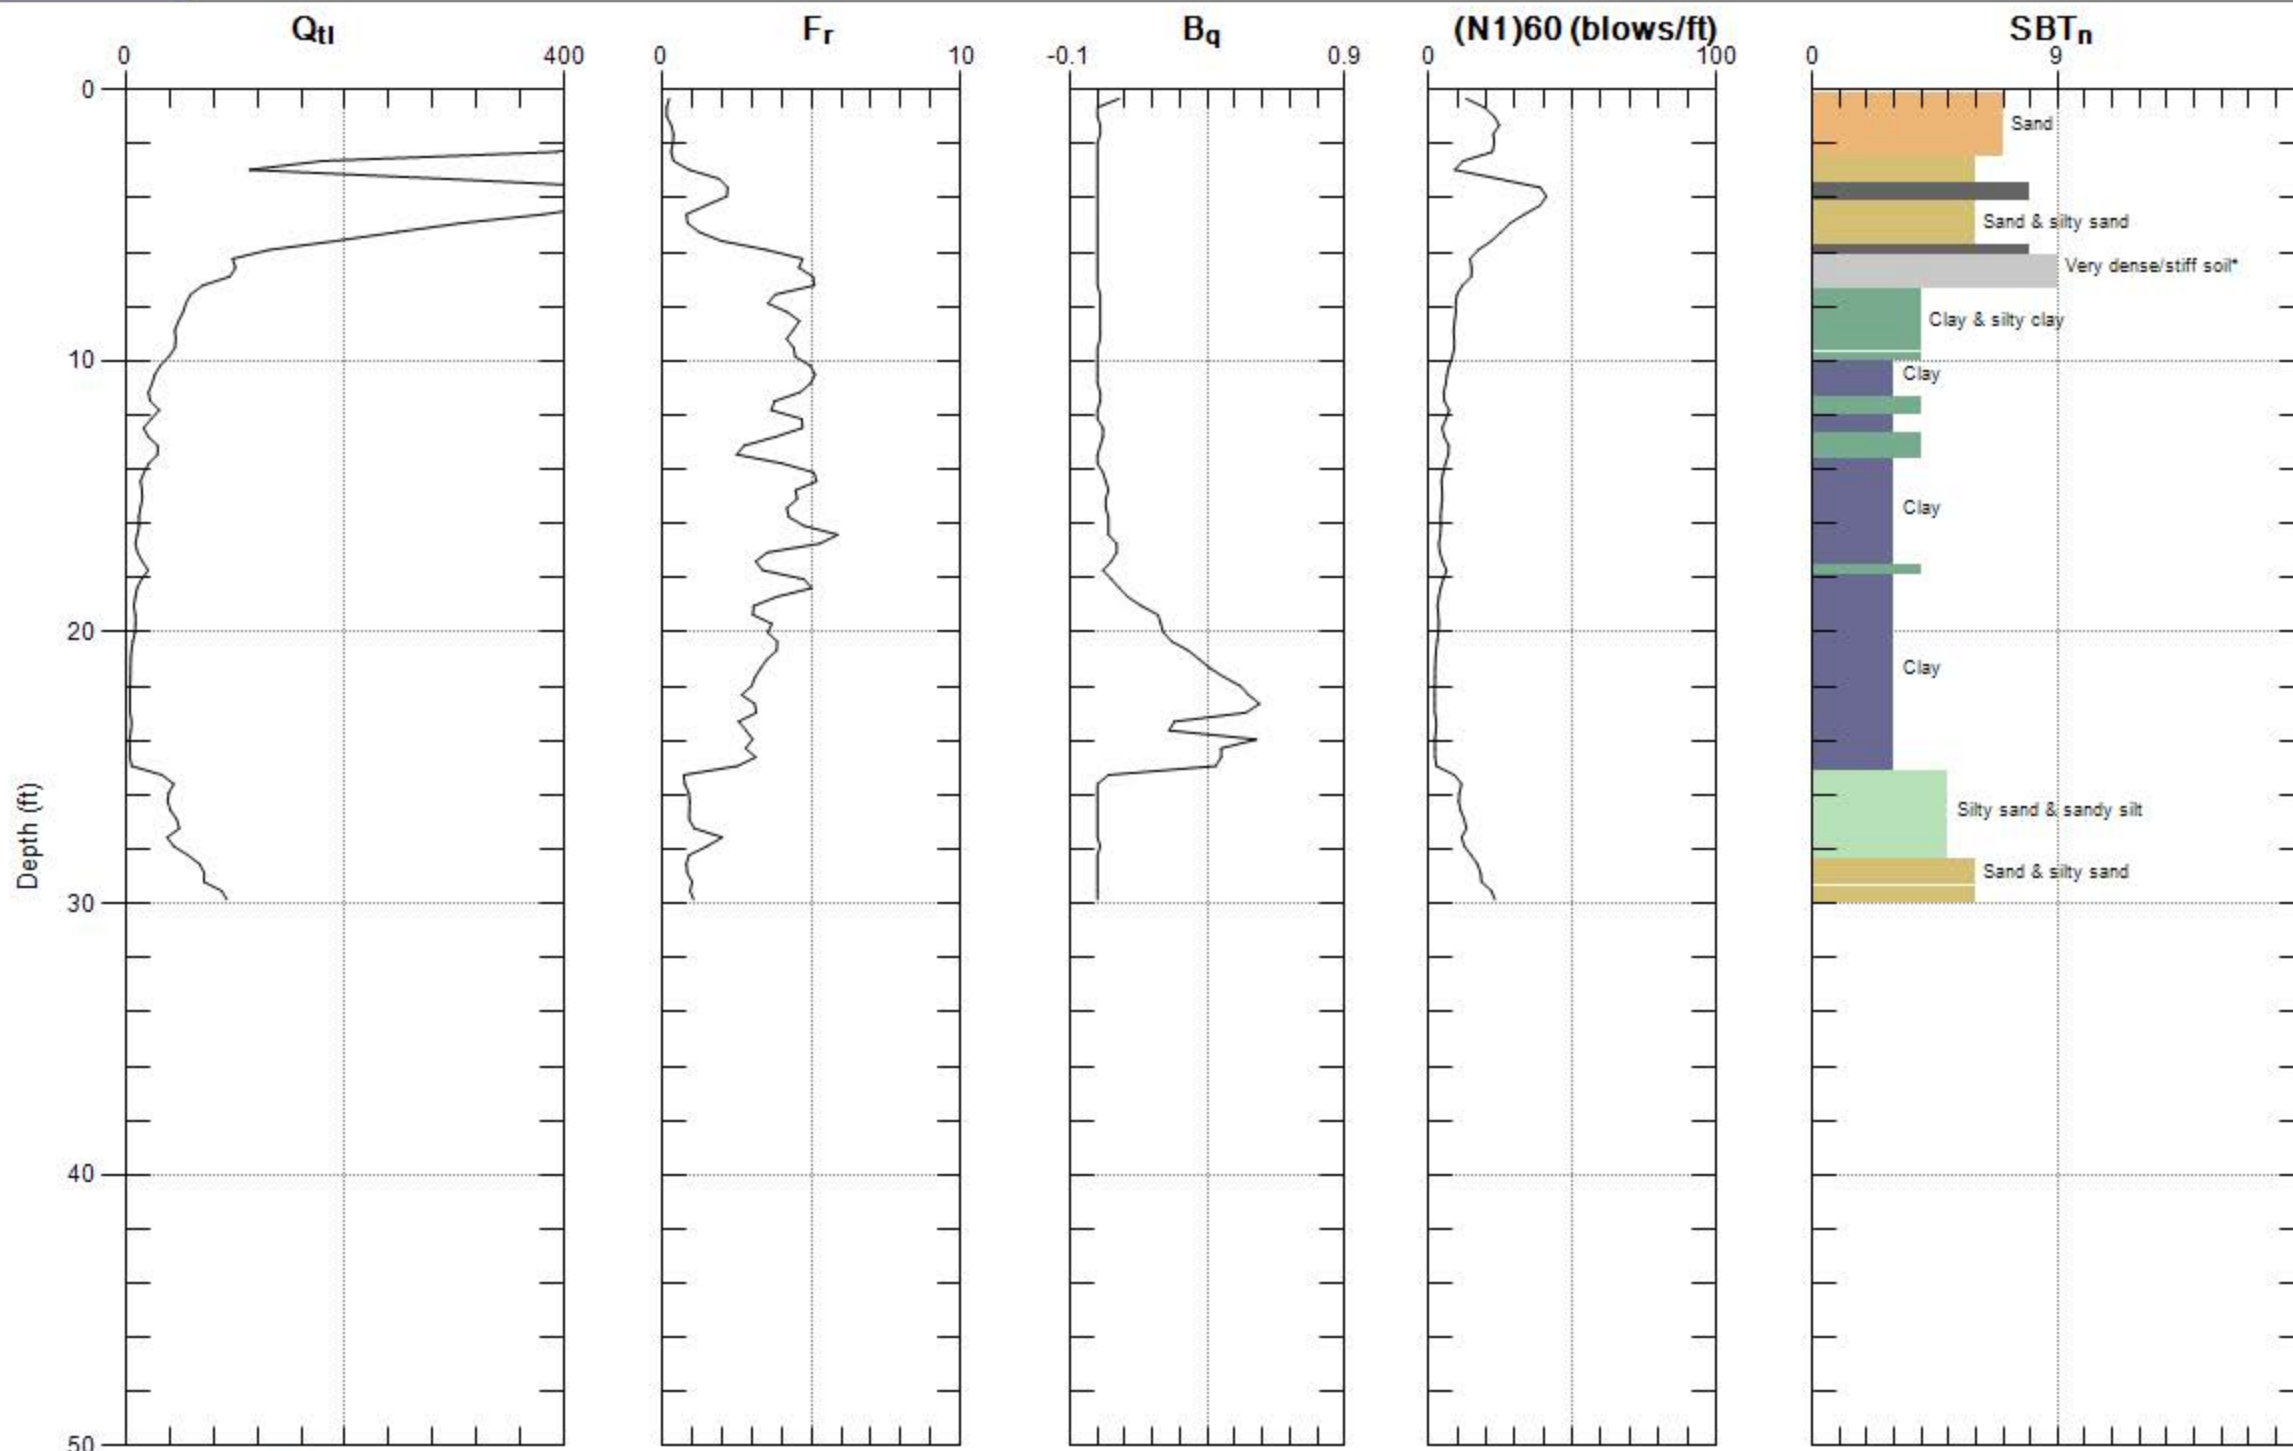 Qtl Fr Bq (N1)60 (blows/ft) SBTn
0 400 0 10 -0.1 0.9 0 100 0 9
0
Sand
Sand & silty sand
Very dense/stiff soil*
Clay & silty clay
10
Clay
Clay
20
Clay
Depth (ft)
Silty sand & sandy silt
Sand & silty sand
30
40
50